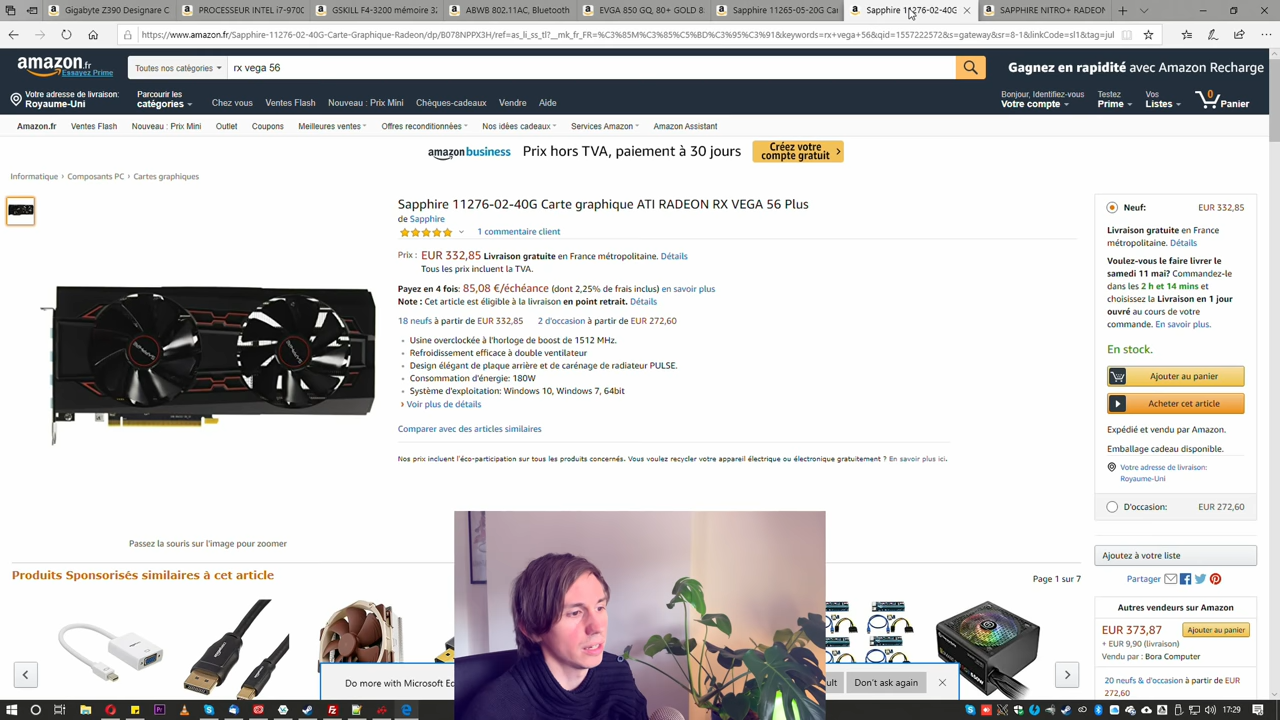 Gigabyte Z390 Designare C
PROCESSEUR INTEL i7-9700
GSKILL F4-3200 mémoire 32
ABWB 802.11AC, Bluetooth
EVGA 850 GQ, 80+ GOLD 8
Sapphire 11265-05-20G Car
Sapphire 11276-02-40G
SAPPHIRE NITRO+ RADEON
https://www.amazon.fr/Sapphire-11276-02-40G-Carte-Graphique-Radeon/dp/B078NPPX3H/ref=as_li_ss_tl?__mk_fr_FR=%C3%85M%C3%85%C5%BD%C3%95%C3%91&keywords=rx+vega+56&qid=1557222572&s=gateway&sr=8-1&linkCode=sl1&tag=jul
amazon.fr
Essayez Prime
Toutes nos catégories
rx vega 56
Gagnez en rapidité avec Amazon Recharge
Votre adresse de livraison:
Royaume-Uni
Parcourir les
catégories
Chez vous
Ventes Flash
Nouveau : Prix Mini
Chèques-cadeaux
Vendre
Aide
Bonjour, Identifiez-vous
Votre compte
Testez
Prime
Vos
Listes
0
Panier
Amazon.fr
Ventes Flash
Nouveau : Prix Mini
Outlet
Coupons
Meilleures ventes
Offres reconditionnées
Nos idées cadeaux
Services Amazon
Amazon Assistant
amazon business
Prix hors TVA, paiement à 30 jours
Créez votre
compte gratuit
Informatique › Composants PC › Cartes graphiques
Sapphire 11276-02-40G Carte graphique ATI RADEON RX VEGA 56 Plus
de Sapphire
1 commentaire client
Prix : EUR 332,85 Livraison gratuite en France métropolitaine. Détails
Tous les prix incluent la TVA.
Payez en 4 fois: 85,08 €/échéance (dont 2,25% de frais inclus) en savoir plus
Note : Cet article est éligible à la livraison en point retrait. Détails
18 neufs à partir de EUR 332,85
2 d'occasion à partir de EUR 272,60
Usine overclockée à l'horloge de boost de 1512 MHz.
Refroidissement efficace à double ventilateur
Design élégant de plaque arrière et de carénage de radiateur PULSE.
Consommation d'énergie: 180W
Système d'exploitation: Windows 10, Windows 7, 64bit
› Voir plus de détails
Comparer avec des articles similaires
Nos prix incluent l'éco-participation sur tous les produits concernés. Vous voulez recycler votre appareil électrique ou électronique gratuitement ? En savoir plus ici.
Passez la souris sur l'image pour zoomer
Neuf:
EUR 332,85
Livraison gratuite en France
métropolitaine. Détails
Voulez-vous le faire livrer le
samedi 11 mai? Commandez-le
dans les 2 h et 14 mins et
choisissez la Livraison en 1 jour
ouvré au cours de votre
commande. En savoir plus.
En stock.
Ajouter au panier
Acheter cet article
Expédié et vendu par Amazon.
Emballage cadeau disponible.
Votre adresse de livraison:
Royaume-Uni
D'occasion:
EUR 272,60
Ajoutez à votre liste
Partager
Autres vendeurs sur Amazon
EUR 373,87
Ajouter au panier
+ EUR 9,90 (livraison)
Vendu par : Bora Computer
20 neufs & d'occasion à partir de EUR
272,60
Produits Sponsorisés similaires à cet article
Page 1 sur 7
Do more with Microsoft Ed
Don't ask again
17:29